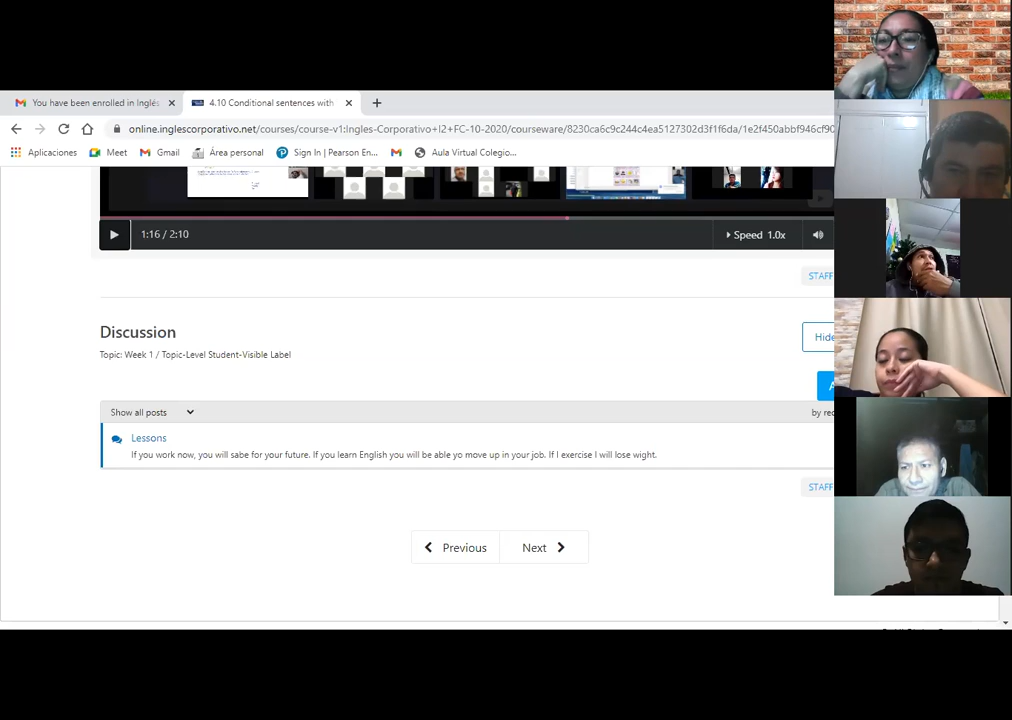 You have been enrolled in Inglés
4.10 Conditional sentences with
online.inglescorporativo.net/courses/course-v1:Ingles-Corporativo+I2+FC-10-2020/courseware/8230ca6c9c244c4ea5127302d3f1f6da/1e2f450abbf946cf90
Aplicaciones Meet Gmail Área personal Sign In | Pearson En... Aula Virtual Colegio...
1:16 / 2:10 Speed 1.0x
STAFF
Discussion
Hide
Topic: Week 1 / Topic-Level Student-Visible Label
A
Show all posts by rec
Lessons
If you work now, you will sabe for your future. If you learn English you will be able yo move up in your job. If I exercise I will lose wight.
STAFF
Previous Next